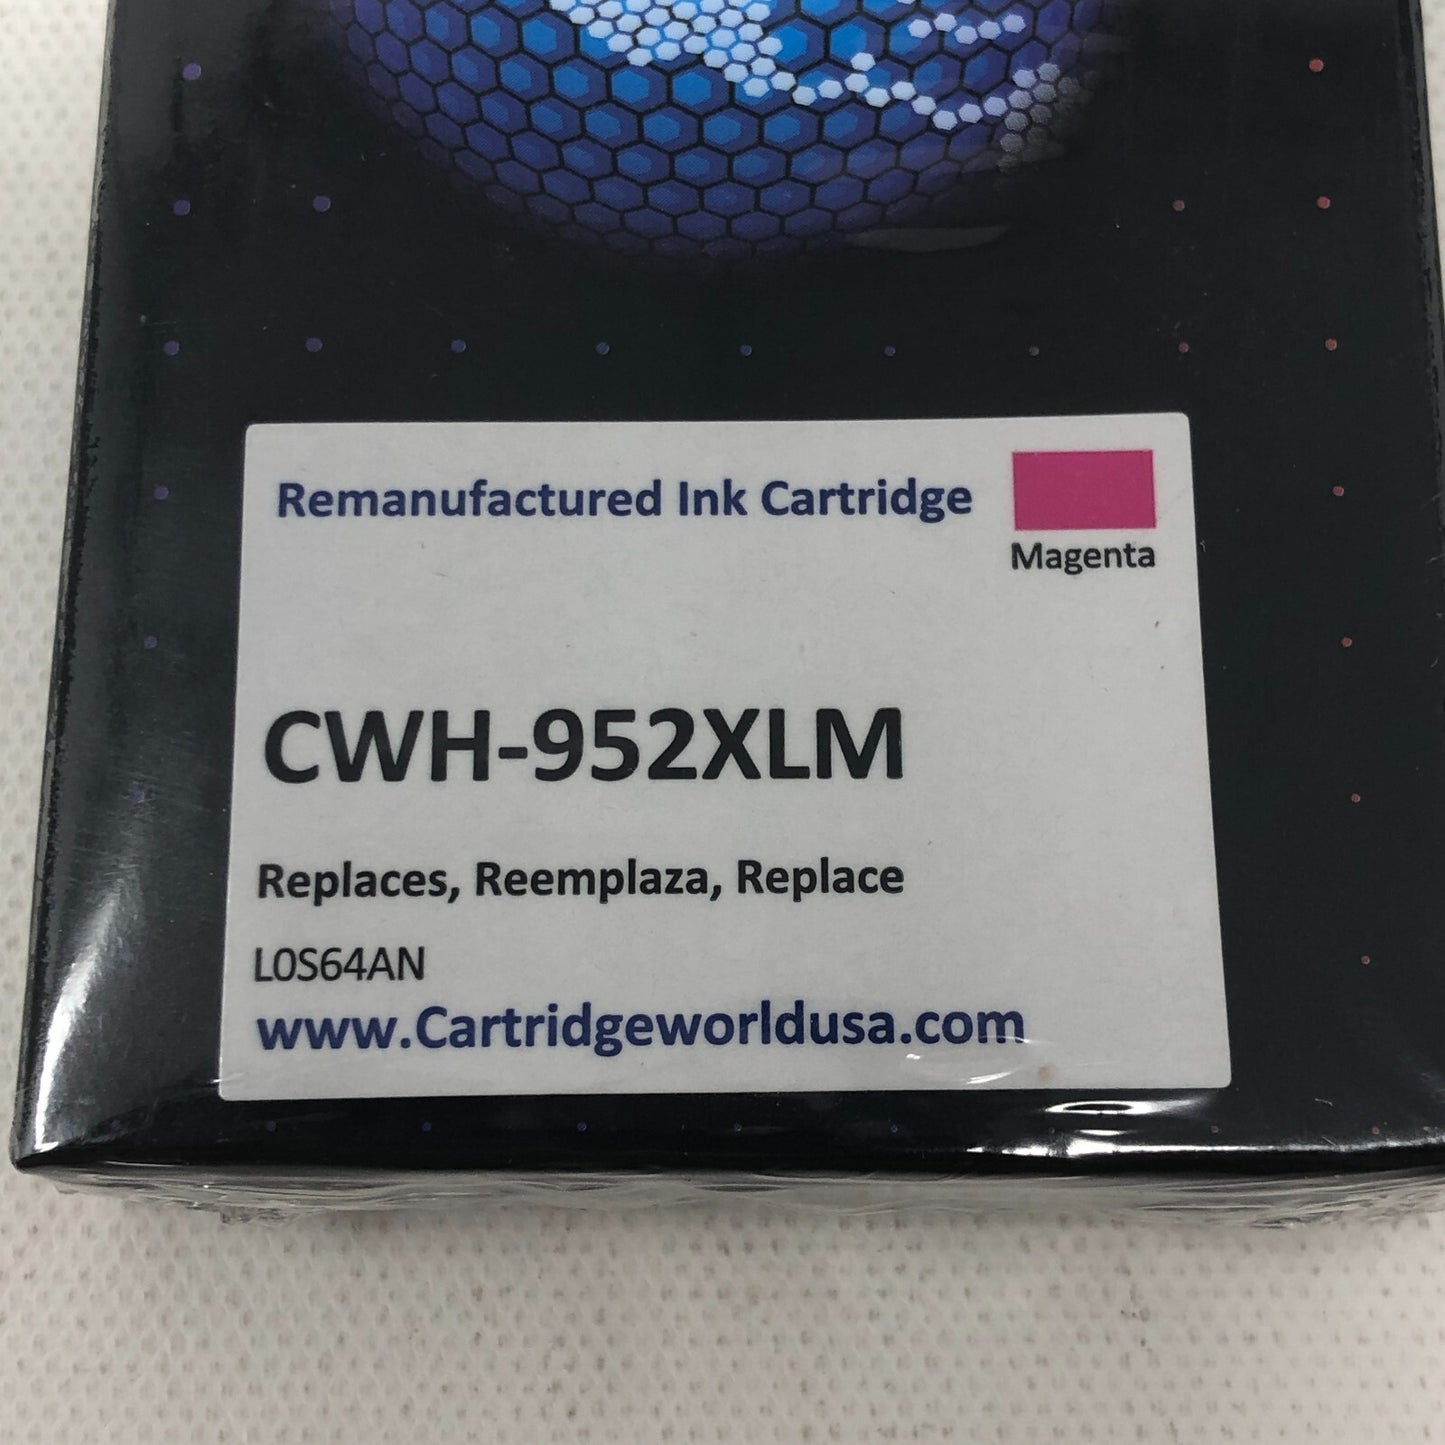 Remanufactured Ink Cartridge
Magenta
CWH-952XLM
Replaces, Reemplaza, Replace
L0S64AN
www.Cartridgeworldusa.com